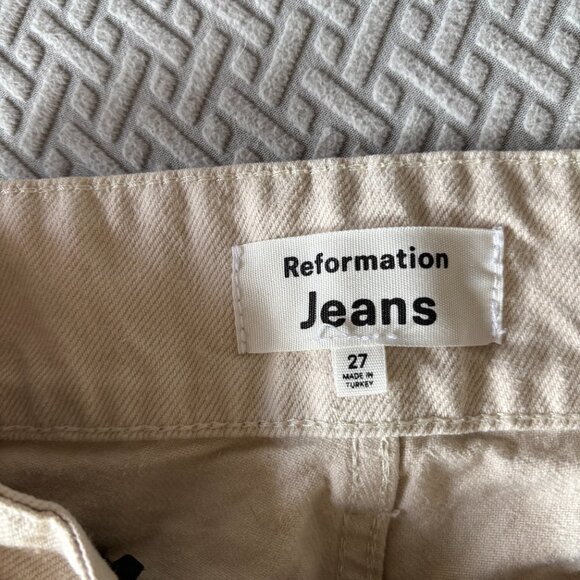 Reformation
Jeans
27
MADE IN
TURKEY